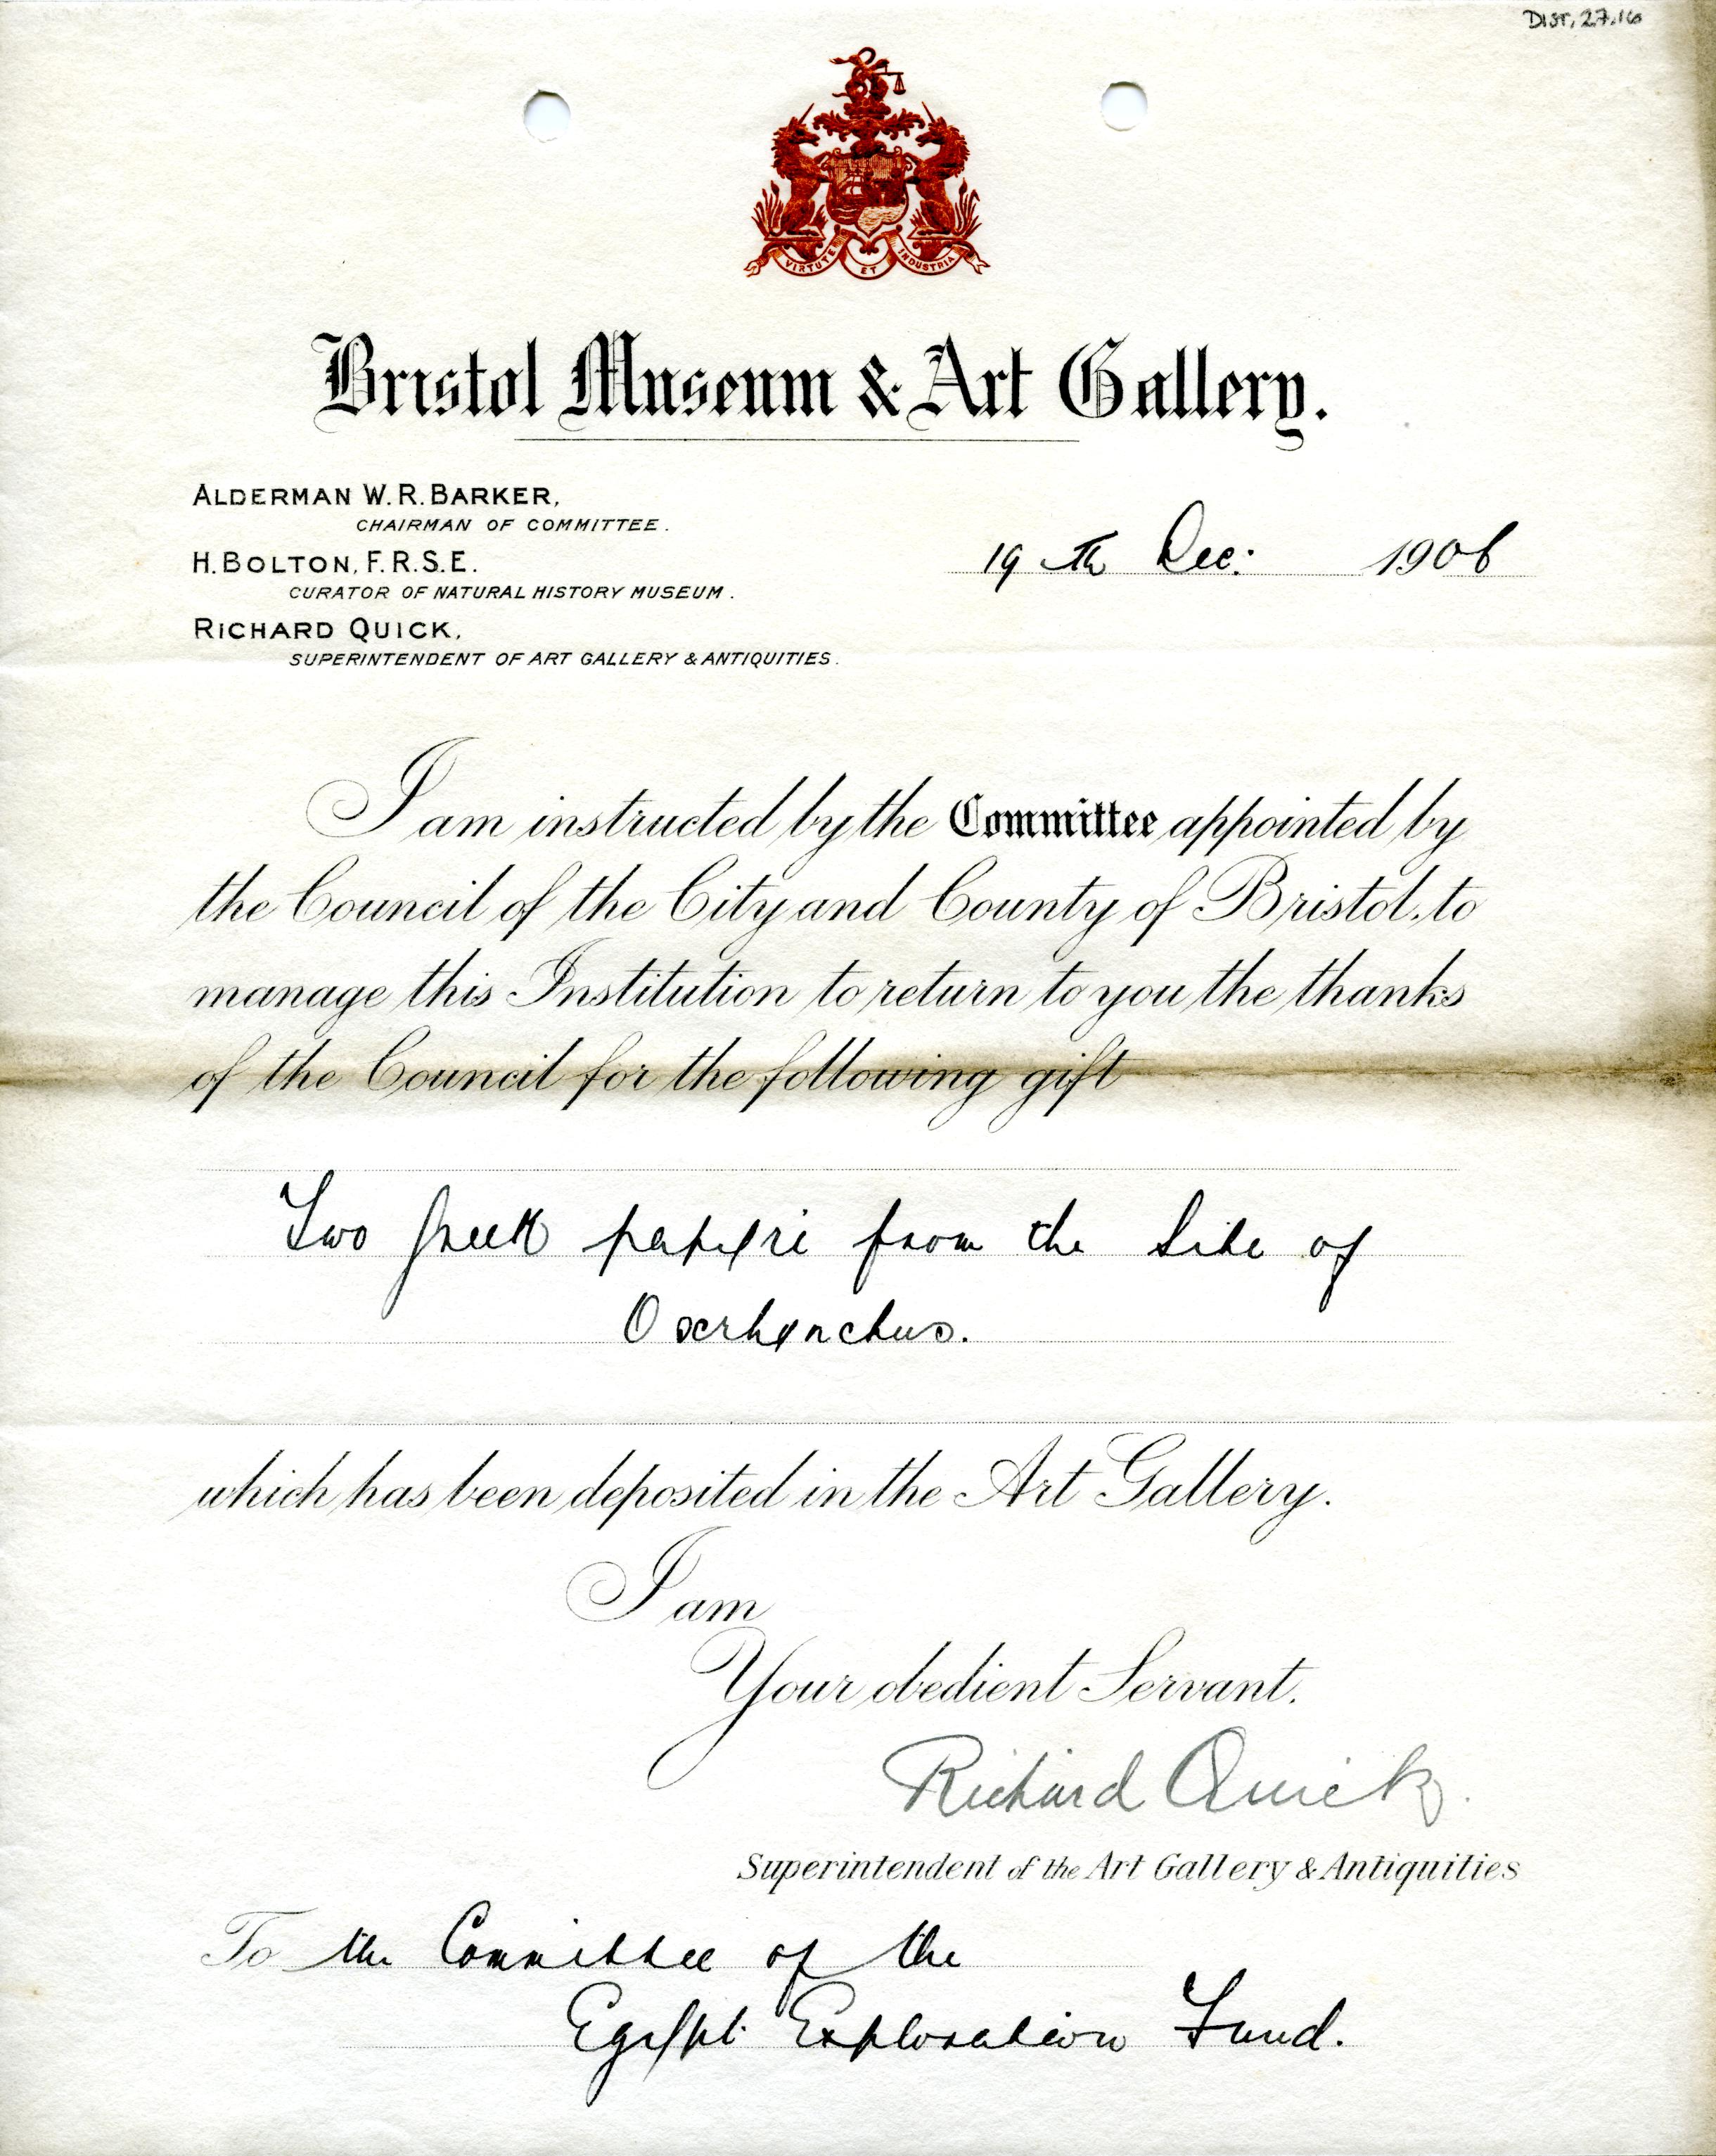 DIST.27.16
VIRTUTE ET INDUSTRIA
Bristol Museum & Art Gallery.
ALDERMAN W. R. BARKER,
CHAIRMAN OF COMMITTEE.
H. BOLTON, F.R.S.E.
CURATOR OF NATURAL HISTORY MUSEUM.
RICHARD QUICK,
SUPERINTENDENT OF ART GALLERY & ANTIQUITIES.
19th Dec: 1906
I am instructed by the Committee appointed by
the Council of the City and County of Bristol, to
manage this Institution to return to you the thanks
of the Council for the following gift
Two Greek papyri from the Site of
Oxrhynchus.
which has been deposited in the Art Gallery.
I am
Your obedient Servant.
Richard Quick.
Superintendent of the Art Gallery & Antiquities
To the Committee of the
Egypt Exploration Fund.